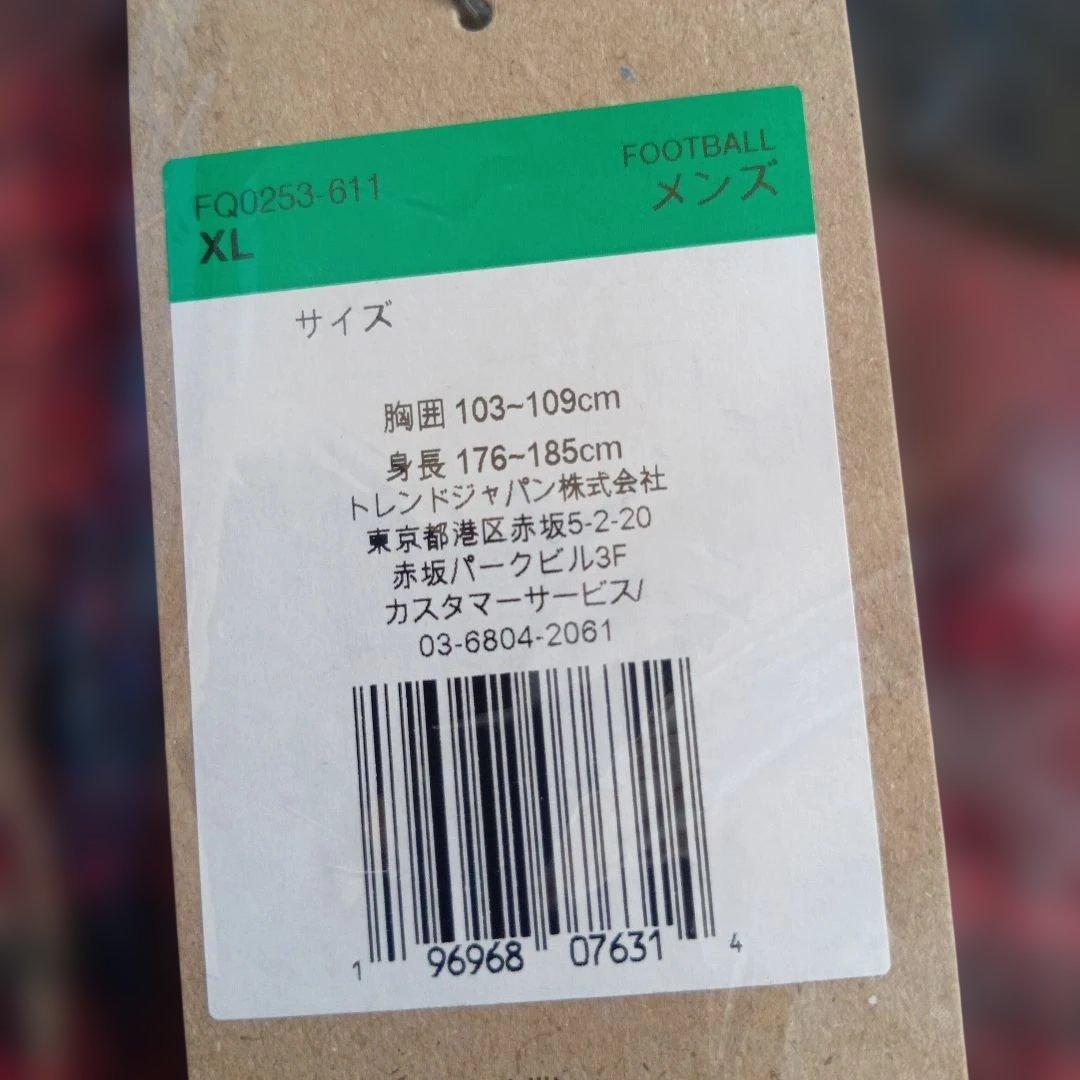 FQ0253-611
XL
FOOTBALL
メンズ
サイズ
胸囲 103~109cm
身長 176~185cm
トレンドジャパン株式会社
東京都港区赤坂5-2-20
赤坂パークビル3F
カスタマーサービス/
03-6804-2061
1 96968 07631 4